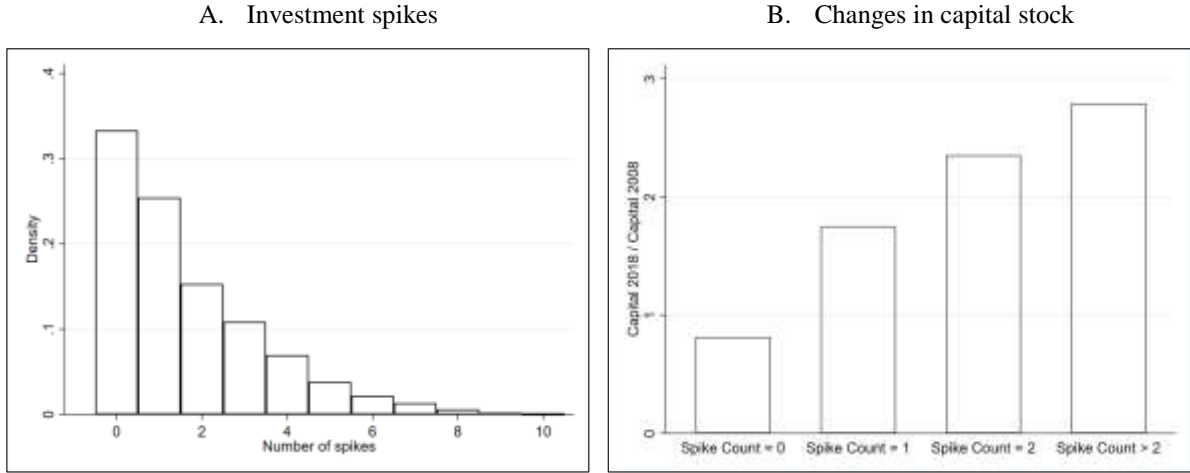 A. Investment spikes
Density
.4
.3
.2
.1
0
0 2 4 6 8 10
Number of spikes
B. Changes in capital stock
Capital 2018 / Capital 2008
3
2
1
0
Spike Count = 0 Spike Count = 1 Spike Count = 2 Spike Count > 2